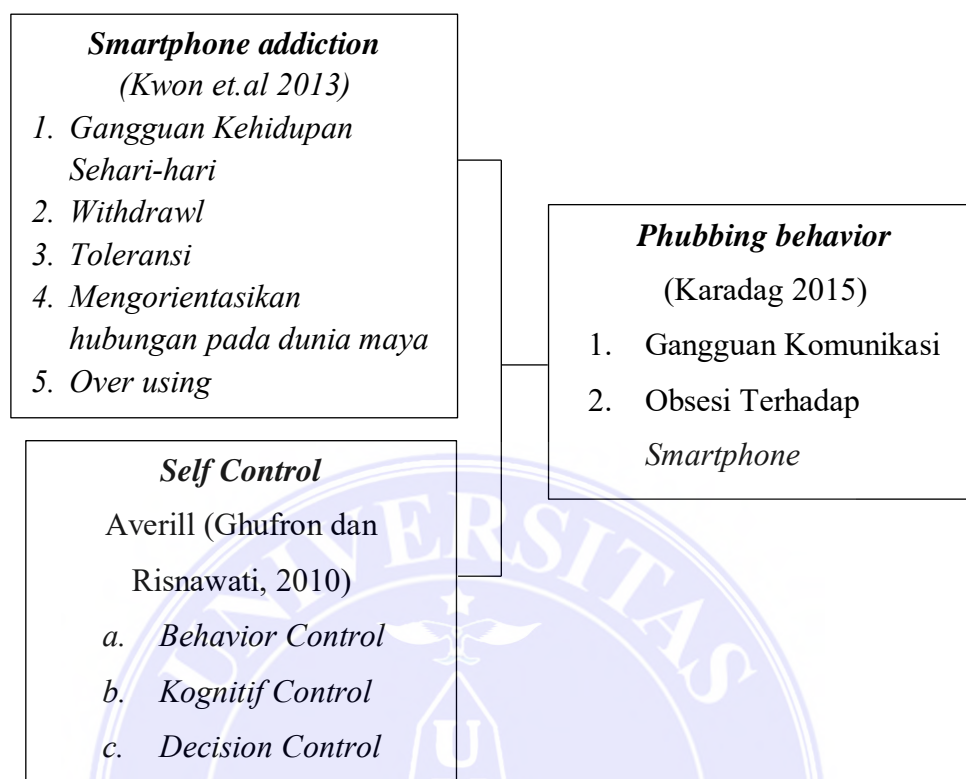 Smartphone addiction
(Kwon et.al 2013)
1. Gangguan Kehidupan
Sehari-hari
2. Withdrawl
3. Toleransi
4. Mengorientasikan
hubungan pada dunia maya
5. Over using
Phubbing behavior
(Karadag 2015)
1. Gangguan Komunikasi
2. Obsesi Terhadap
Smartphone
Self Control
Averill (Ghufron dan
Risnawati, 2010)
a. Behavior Control
b. Kognitif Control
c. Decision Control
UNIVERSITAS
U